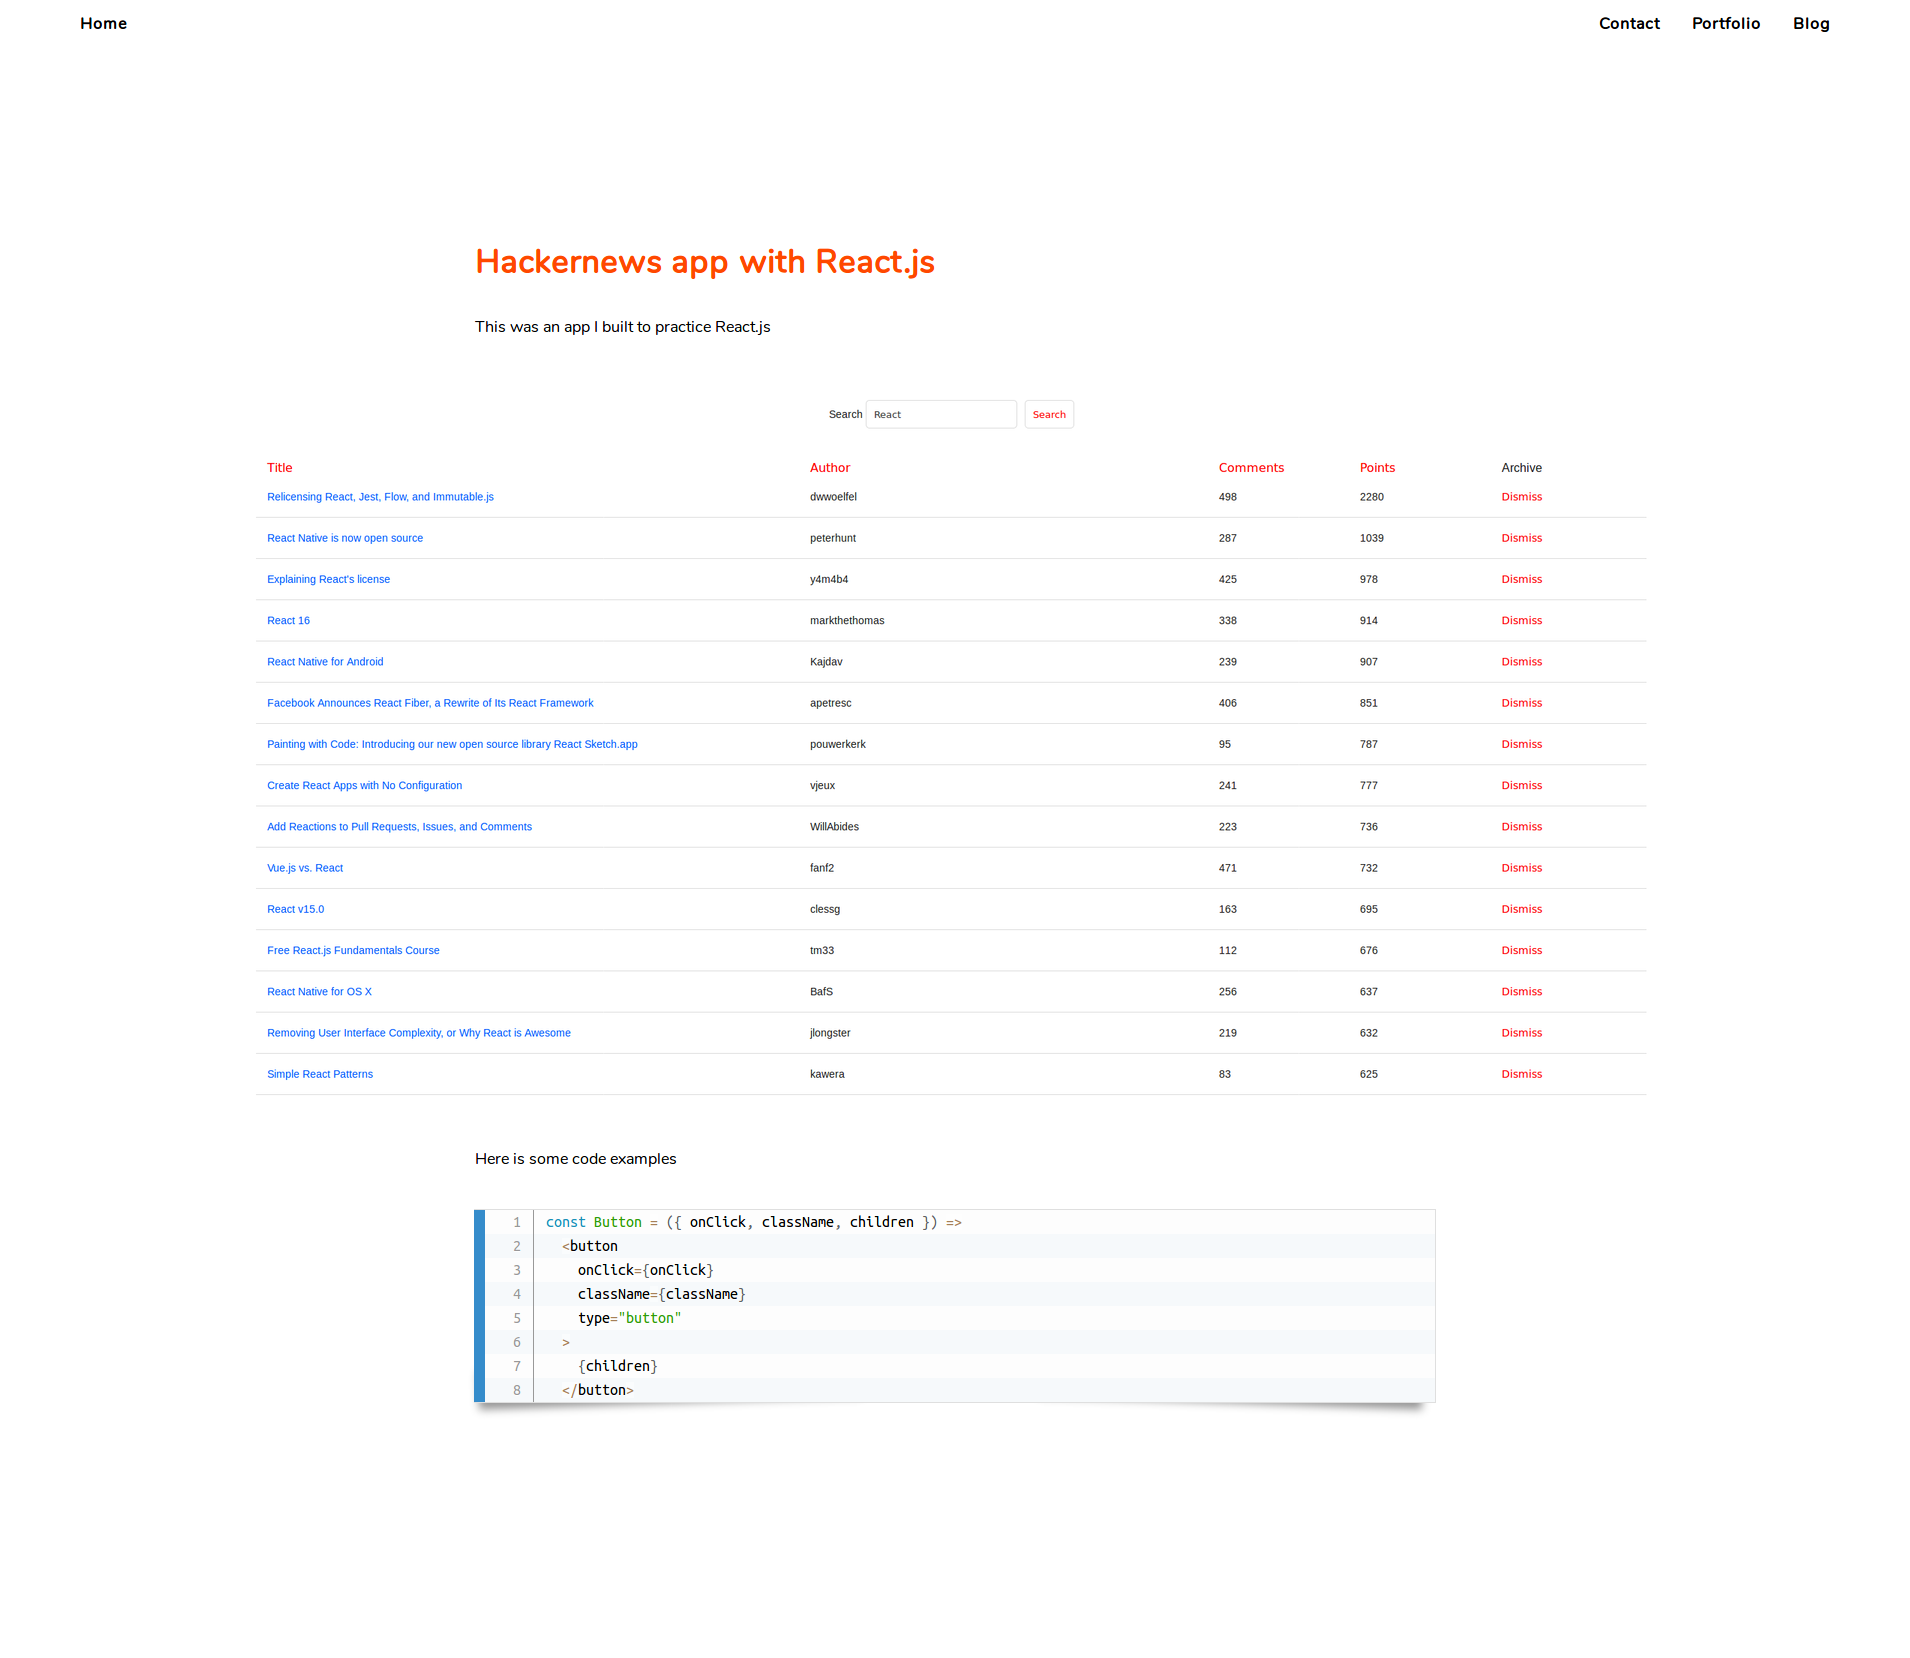 Home Contact Portfolio Blog
Hackernews app with React.js
This was an app I built to practice React.js
Search React Search
Title Author Comments Points Archive
Relicensing React, Jest, Flow, and Immutable.js dwwoelfel 498 2280 Dismiss
React Native is now open source peterhunt 287 1039 Dismiss
Explaining React's license y4m4b4 425 978 Dismiss
React 16 markthethomas 338 914 Dismiss
React Native for Android Kajdav 239 907 Dismiss
Facebook Announces React Fiber, a Rewrite of Its React Framework apetresc 406 851 Dismiss
Painting with Code: Introducing our new open source library React Sketch.app pouwerkerk 95 787 Dismiss
Create React Apps with No Configuration vjeux 241 777 Dismiss
Add Reactions to Pull Requests, Issues, and Comments WillAbides 223 736 Dismiss
Vue.js vs. React fanf2 471 732 Dismiss
React v15.0 clessg 163 695 Dismiss
Free React.js Fundamentals Course tm33 112 676 Dismiss
React Native for OS X BafS 256 637 Dismiss
Removing User Interface Complexity, or Why React is Awesome jlongster 219 632 Dismiss
Simple React Patterns kawera 83 625 Dismiss
Here is some code examples
1 const Button = ({ onClick, className, children }) =>
2 <button
3 onClick={onClick}
4 className={className}
5 type="button"
6 >
7 {children}
8 </button>